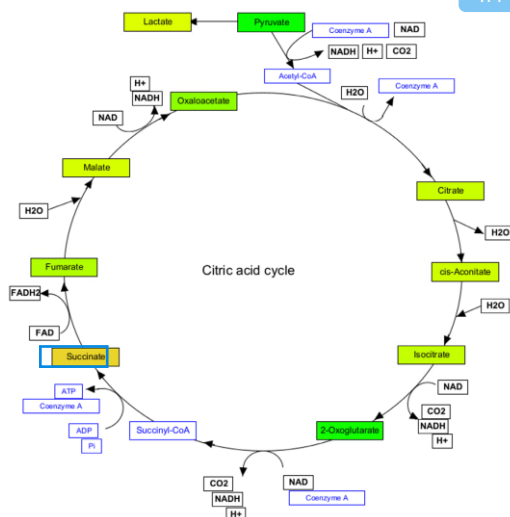 Lactate
Pyruvate
Coenzyme A
NAD
NADH
H+
CO2
Acetyl-CoA
H2O
Coenzyme A
H+
NADH
NAD
Oxaloacetate
Malate
Citrate
H2O
H2O
Fumarate
Citric acid cycle
cis-Aconitate
FADH2
H2O
FAD
Succinate
Isocitrate
ATP
Coenzyme A
NAD
CO2
NADH
H+
ADP
Pi
Succinyl-CoA
2-Oxoglutarate
CO2
NADH
H+
NAD
Coenzyme A